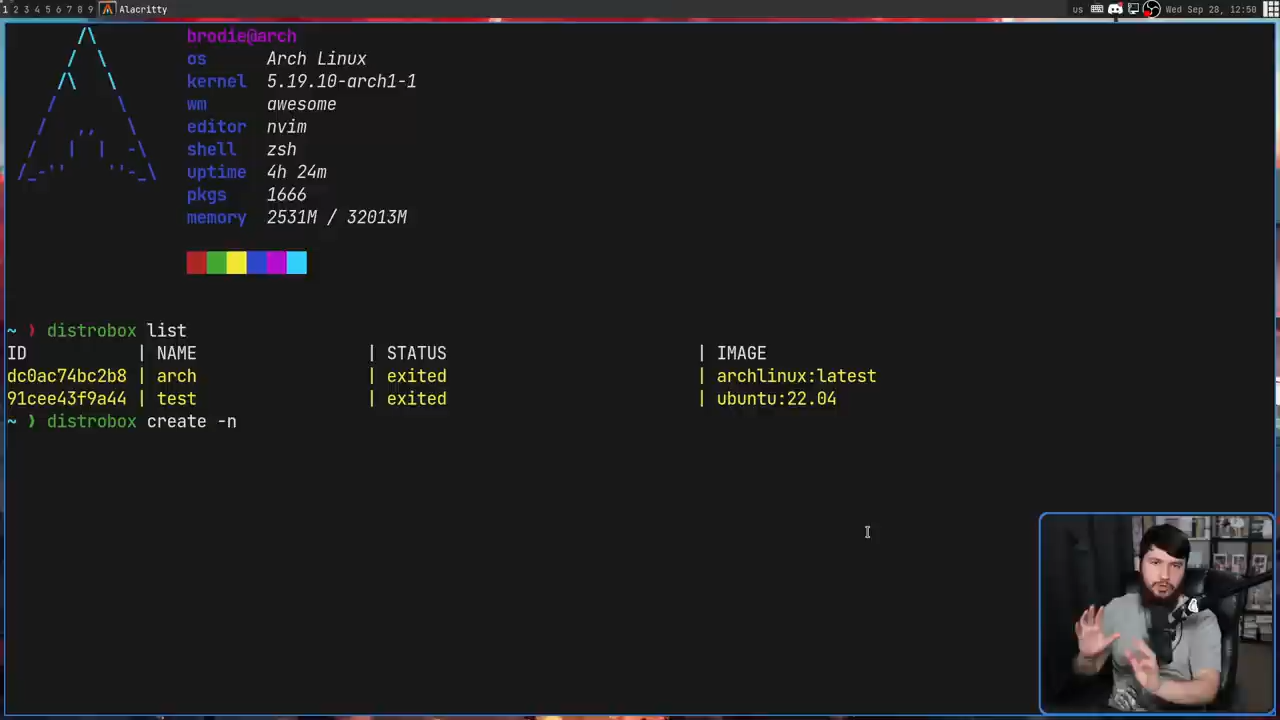 1 2 3 4 5 6 7 8 9 Alacritty us Wed Sep 28, 12:50
brodie@arch
os Arch Linux
kernel 5.19.10-arch1-1
wm awesome
editor nvim
shell zsh
uptime 4h 24m
pkgs 1666
memory 2531M / 32013M
~ ❯ distrobox list
ID | NAME | STATUS | IMAGE
dc0ac74bc2b8 | arch | exited | archlinux:latest
91cee43f9a44 | test | exited | ubuntu:22.04
~ ❯ distrobox create -n